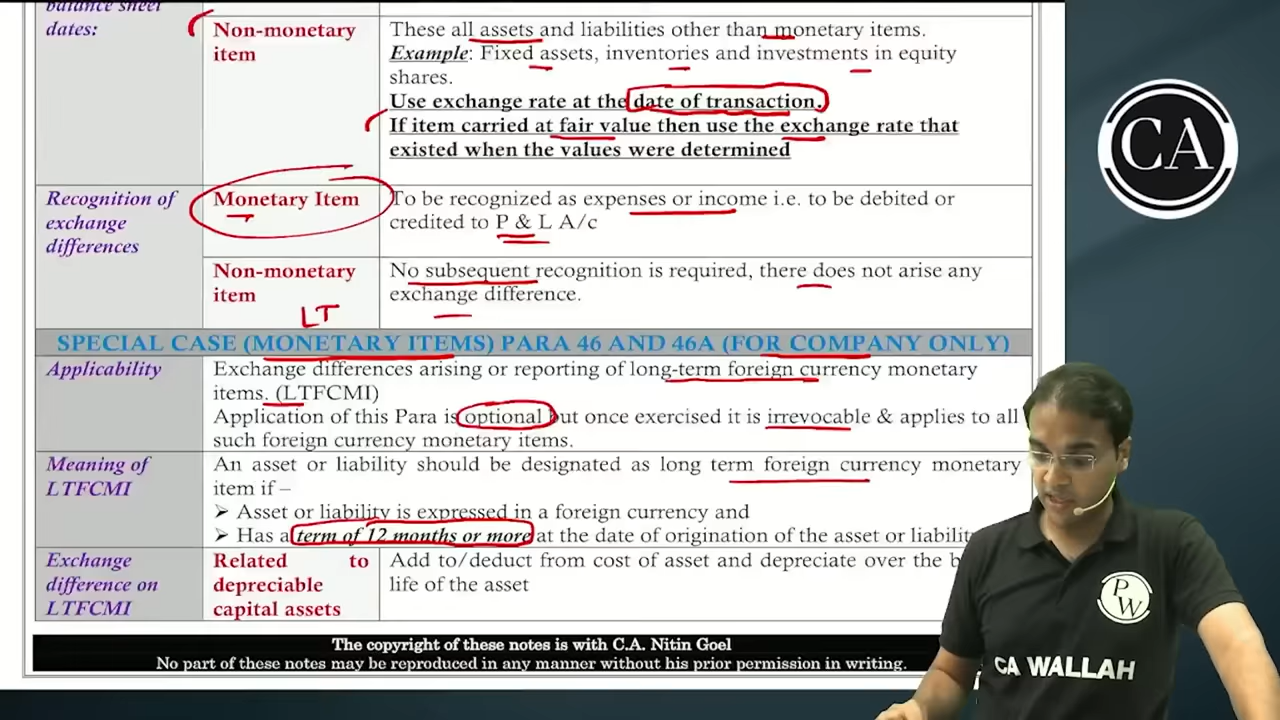 balance sheet
dates:
Non-monetary
item
These all assets and liabilities other than monetary items.
Example: Fixed assets, inventories and investments in equity
shares.
Use exchange rate at the date of transaction.
If item carried at fair value then use the exchange rate that
existed when the values were determined
Recognition of
exchange
differences
Monetary Item
To be recognized as expenses or income i.e. to be debited or
credited to P & L A/c
Non-monetary
item
No subsequent recognition is required, there does not arise any
exchange difference.
LT
SPECIAL CASE (MONETARY ITEMS) PARA 46 AND 46A (FOR COMPANY ONLY)
Applicability
Exchange differences arising or reporting of long-term foreign currency monetary
items. (LTFCMI)
Application of this Para is optional but once exercised it is irrevocable & applies to all
such foreign currency monetary items.
Meaning of
LTFCMI
An asset or liability should be designated as long term foreign currency monetary
item if –
➢ Asset or liability is expressed in a foreign currency and
➢ Has a term of 12 months or more at the date of origination of the asset or
Exchange
difference on
LTFCMI
Related to
depreciable
capital assets
Add to/deduct from cost of asset and depreciate over the
life of the asset
The copyright of these notes is with C.A. Nitin Goel
No part of these notes may be reproduced in any manner without his prior permission in writing.
CA
PW
CA WALLAH